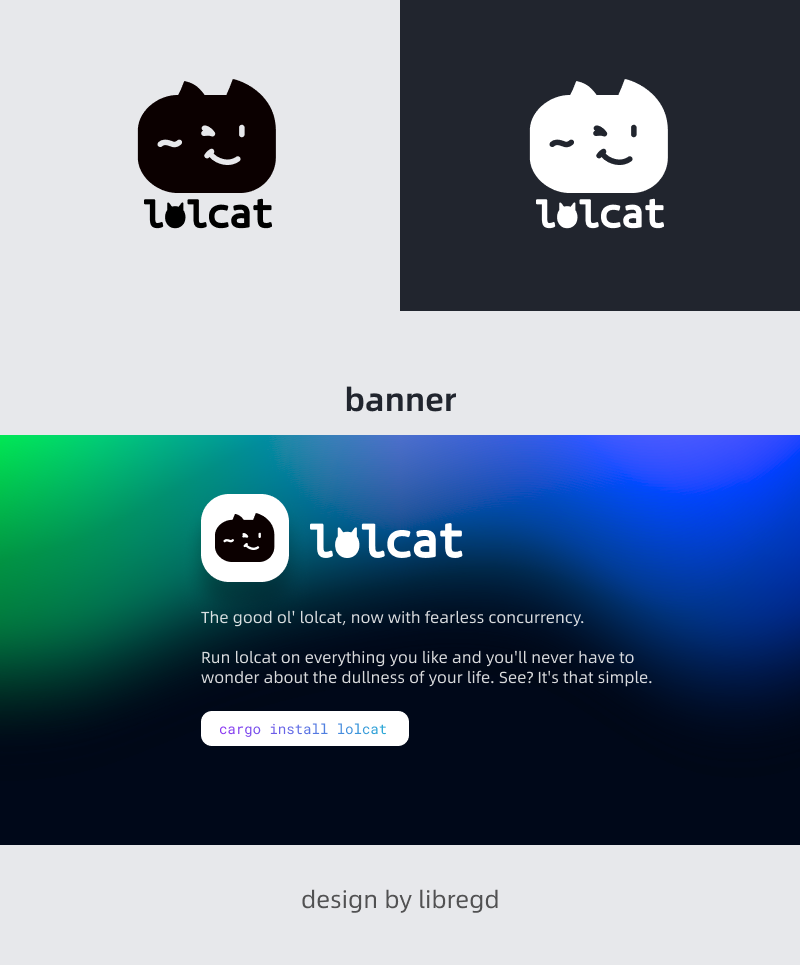 lolcat
lolcat
banner
lolcat
The good ol' lolcat, now with fearless concurrency.
Run lolcat on everything you like and you'll never have to
wonder about the dullness of your life. See? It's that simple.
cargo install lolcat
design by libregd